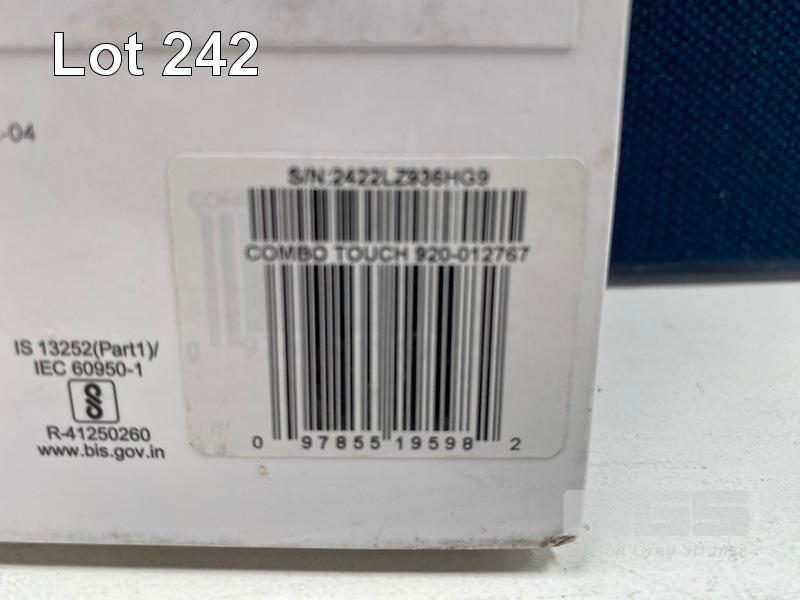 Lot 242
-04
S/N:2422LZ936HG9
COMBO TOUCH 920-012767
IS 13252(Part1)/
IEC 60950-1
R-41250260
www.bis.gov.in
0 97855 19598 2